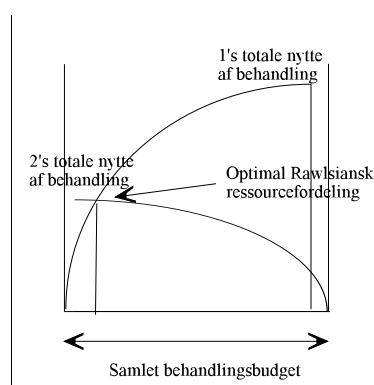 1's totale nytte
af behandling
2's totale nytte
af behandling
Optimal Rawlsiansk
ressourcefordeling
Samlet behandlingsbudget